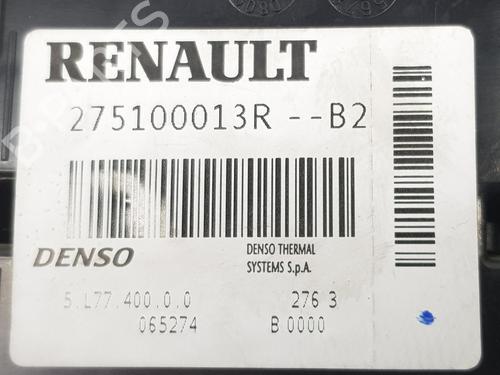 RENAULT
275100013R --B2
DENSO
DENSO THERMAL
SYSTEMS S.p.A.
5.L77.400.0.0
276 3
065274
B 0000